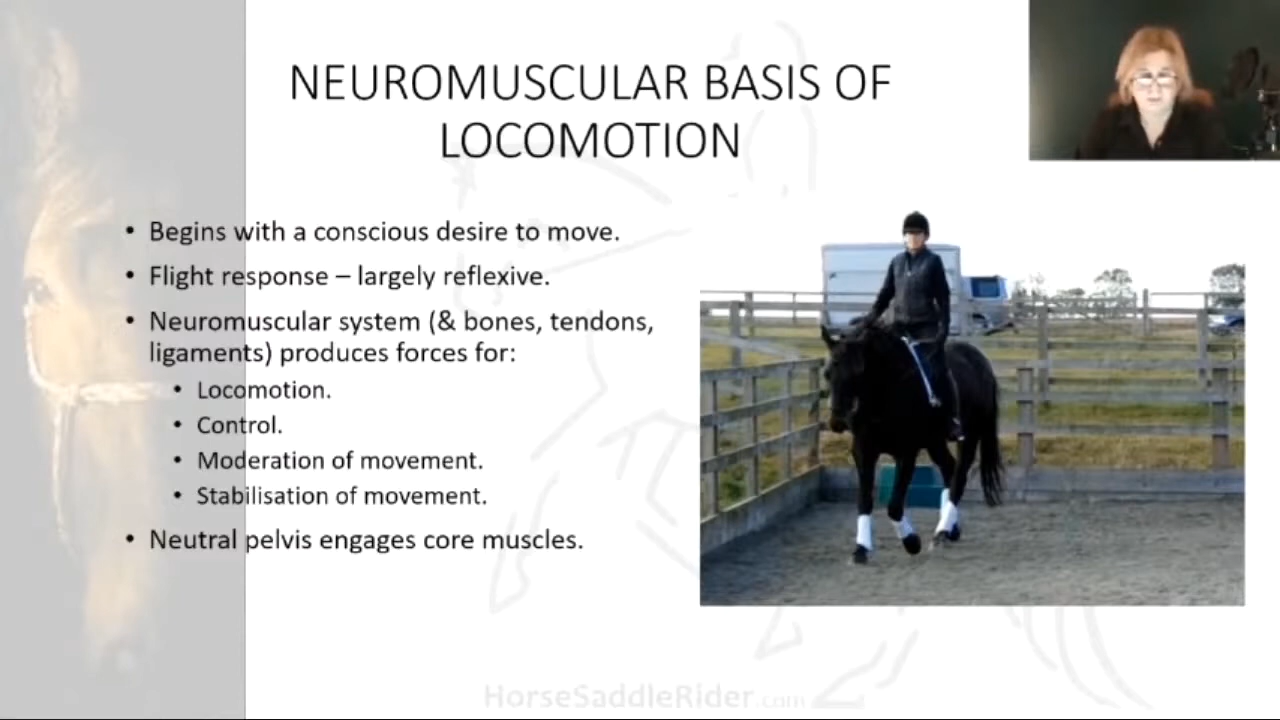 NEUROMUSCULAR BASIS OF
LOCOMOTION
• Begins with a conscious desire to move.
• Flight response – largely reflexive.
• Neuromuscular system (& bones, tendons,
ligaments) produces forces for:
• Locomotion.
• Control.
• Moderation of movement.
• Stabilisation of movement.
• Neutral pelvis engages core muscles.
HorseSaddleRider.com